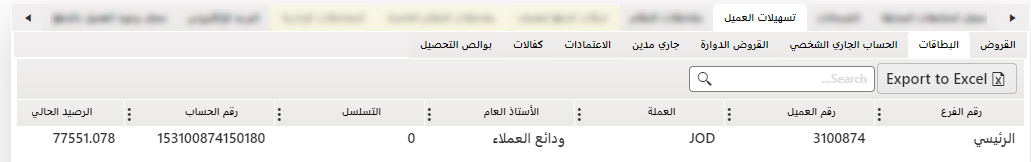 تسهيلات العميل
القروض البطاقات الحساب الجاري الشخصي القروض الدوارة جاري مدين الاعتمادات كفالات بوالص التحصيل
Export to Excel Search...
رقم الفرع رقم العميل العملة الأستاذ العام التسلسل رقم الحساب الرصيد الحالي
الرئيسي 3100874 JOD ودائع العملاء 0 153100874150180 77551.078